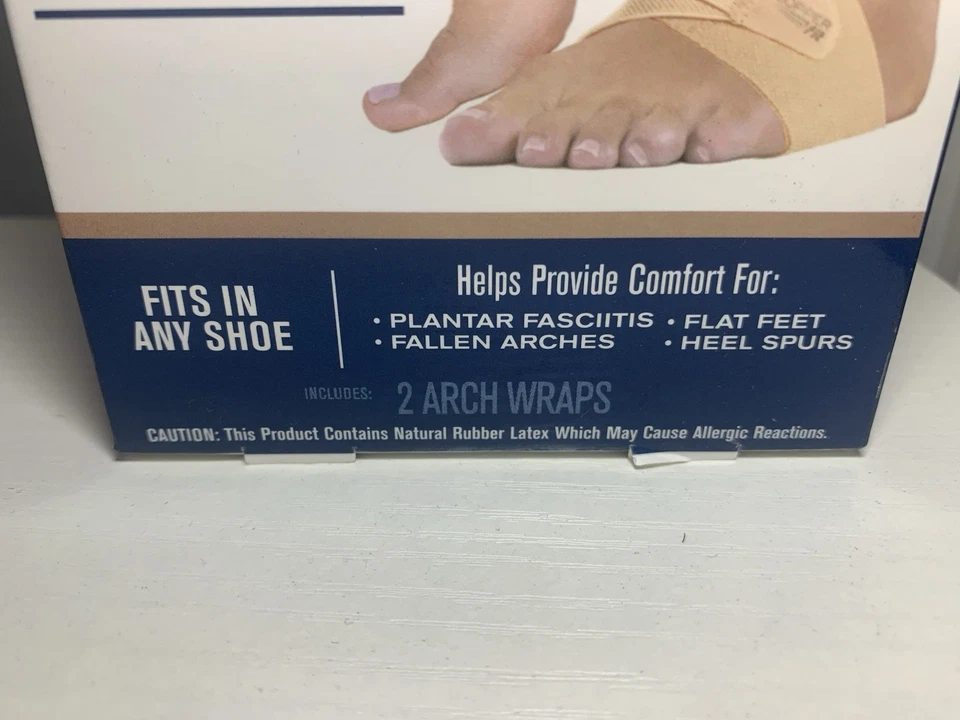 FITS IN
ANY SHOE
Helps Provide Comfort For:
• PLANTAR FASCIITIS • FLAT FEET
• FALLEN ARCHES • HEEL SPURS
INCLUDES: 2 ARCH WRAPS
CAUTION: This Product Contains Natural Rubber Latex Which May Cause Allergic Reactions.